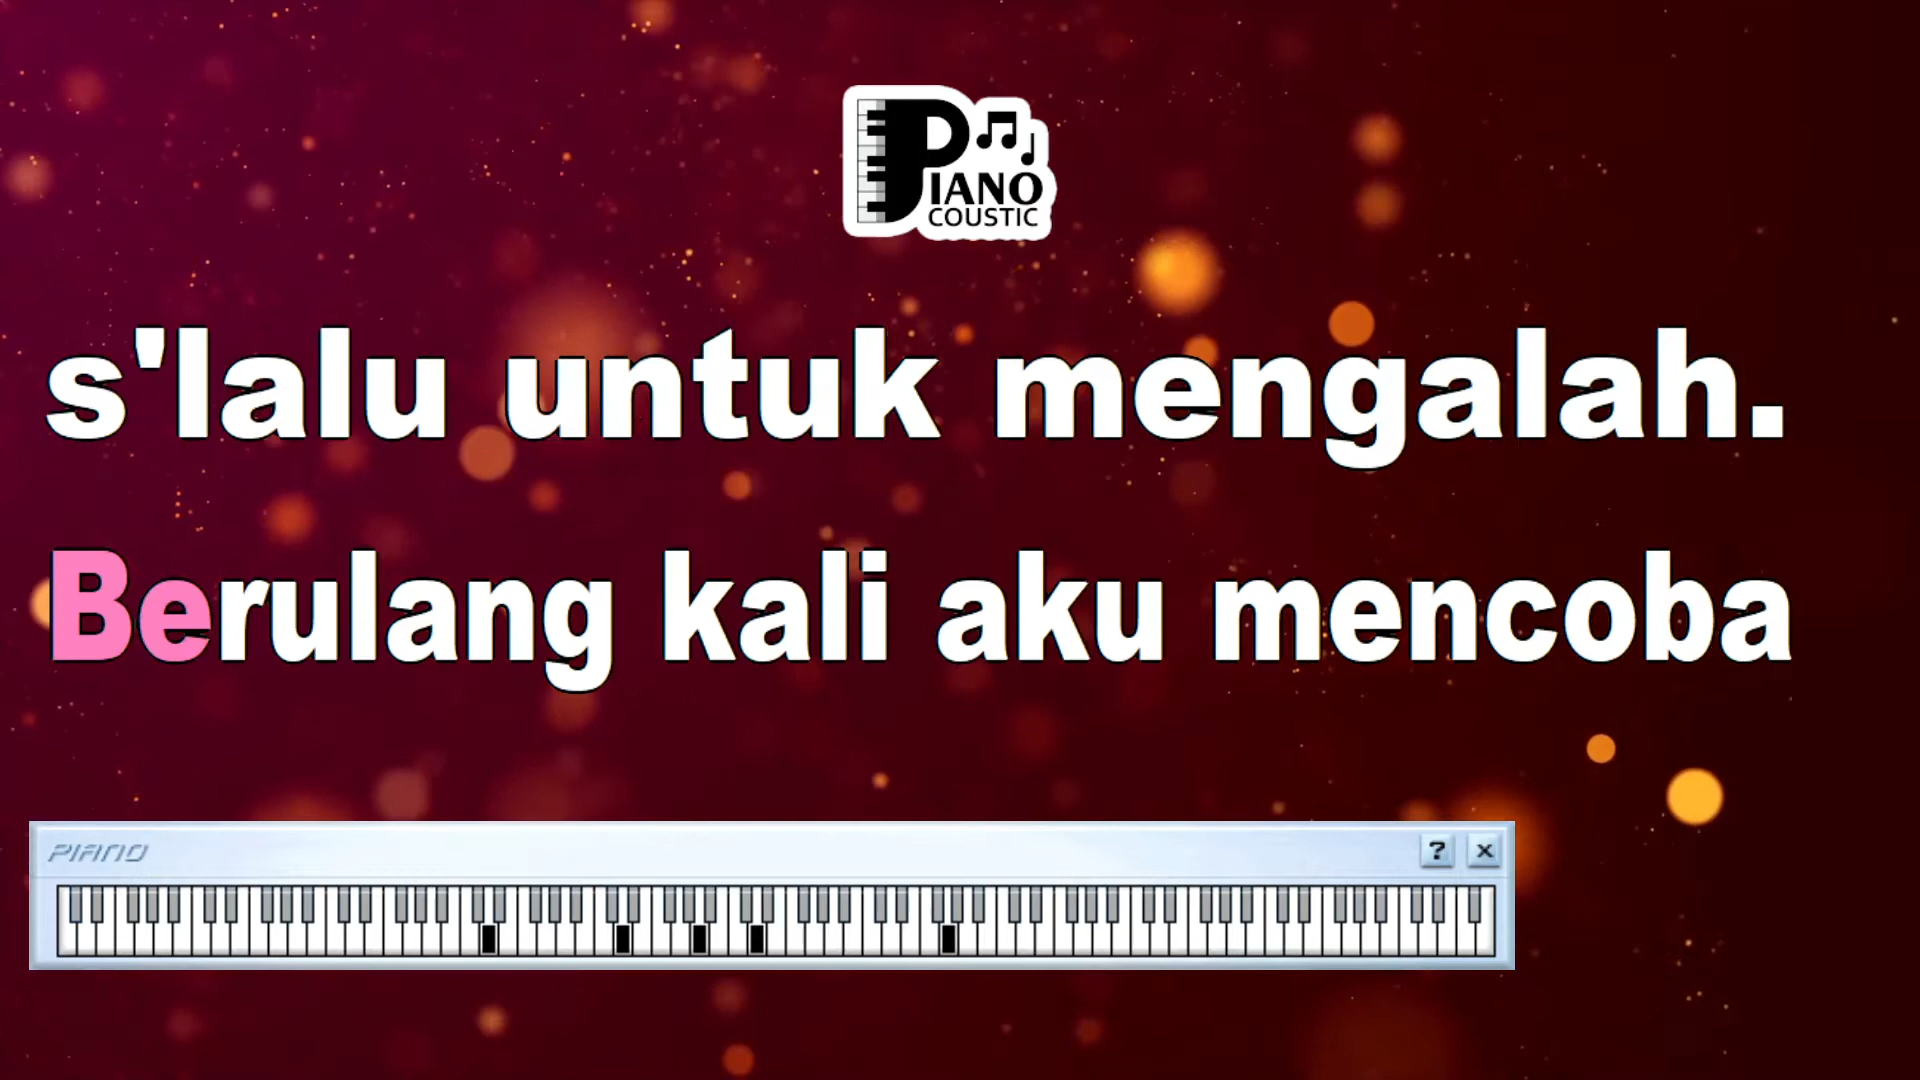 PIANO
COUSTIC
s'lalu untuk mengalah.
Berulang kali aku mencoba
PIANO
?
x